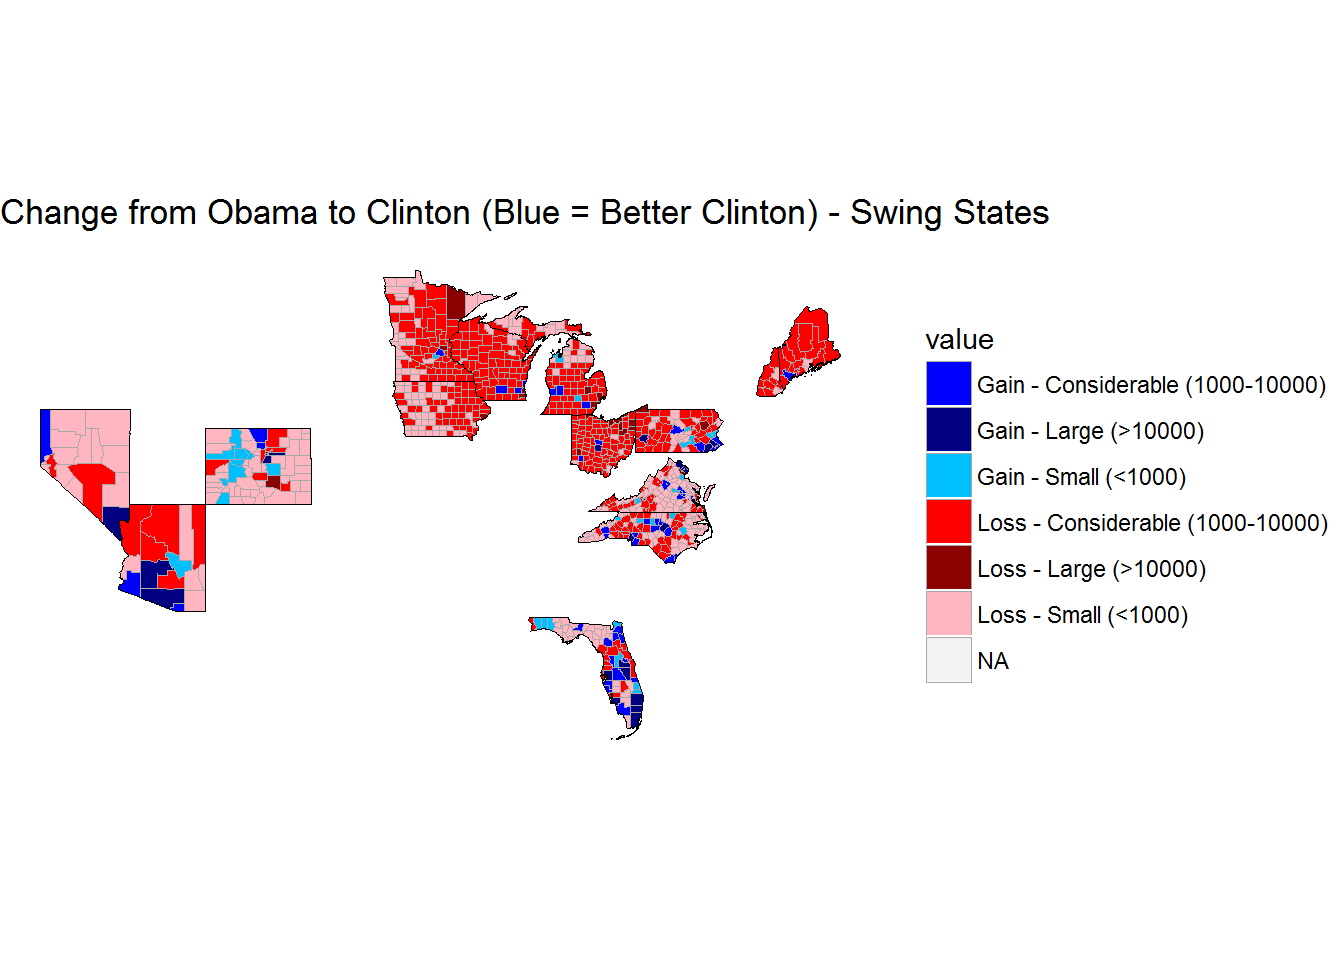 Change from Obama to Clinton (Blue = Better Clinton) - Swing States
value
Gain - Considerable (1000-10000)
Gain - Large (>10000)
Gain - Small (<1000)
Loss - Considerable (1000-10000)
Loss - Large (>10000)
Loss - Small (<1000)
NA